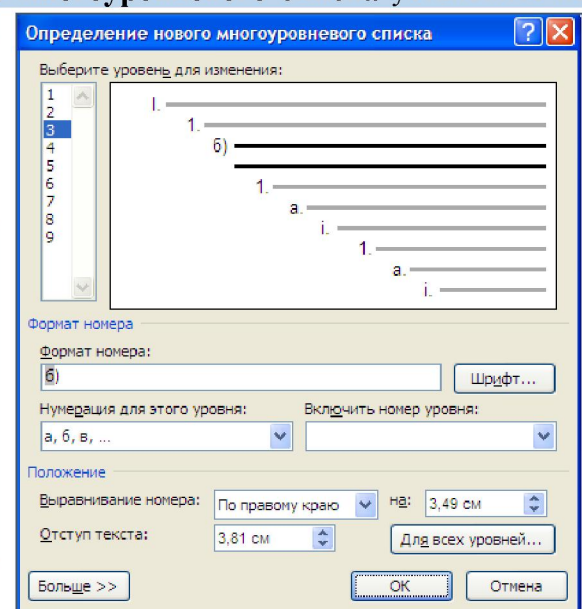 Определение нового многоуровневого списка
Выберите уровень для изменения:
1
2
3
4
5
6
7
8
9
I.
1.
б)
1.
a.
i.
1.
a.
i.
Формат номера
Формат номера:
б)
Шрифт...
Нумерация для этого уровня: Включить номер уровня:
а, б, в, ...
Положение
Выравнивание номера: По правому краю на: 3,49 см
Отступ текста: 3,81 см Для всех уровней...
Больше >> ОК Отмена